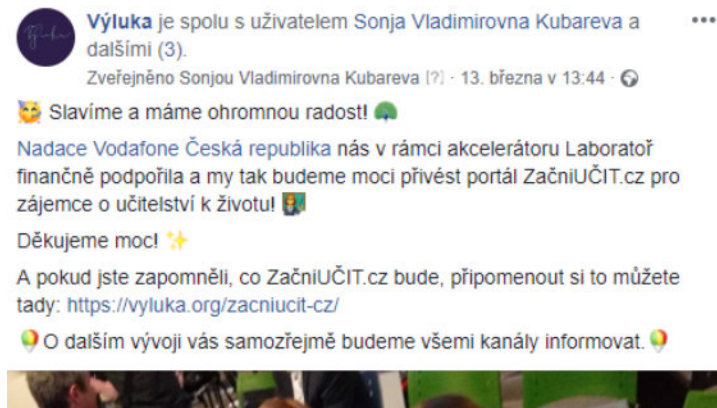 Výluka
Výluka je spolu s uživatelem Sonja Vladimirovna Kubareva a
dalšími (3).
Zveřejněno Sonjou Vladimirovna Kubareva [?] · 13. března v 13:44 ·
🥳 Slavíme a máme ohromnou radost! 🦚
Nadace Vodafone Česká republika nás v rámci akcelerátoru Laboratoř
finančně podpořila a my tak budeme moci přivést portál ZačniUČIT.cz pro
zájemce o učitelství k životu! 👩‍🏫
Děkujeme moc! ✨
A pokud jste zapomněli, co ZačniUČIT.cz bude, připomenout si to můžete
tady: https://vyluka.org/zacniucit-cz/
🎈 O dalším vývoji vás samozřejmě budeme všemi kanály informovat. 🎈